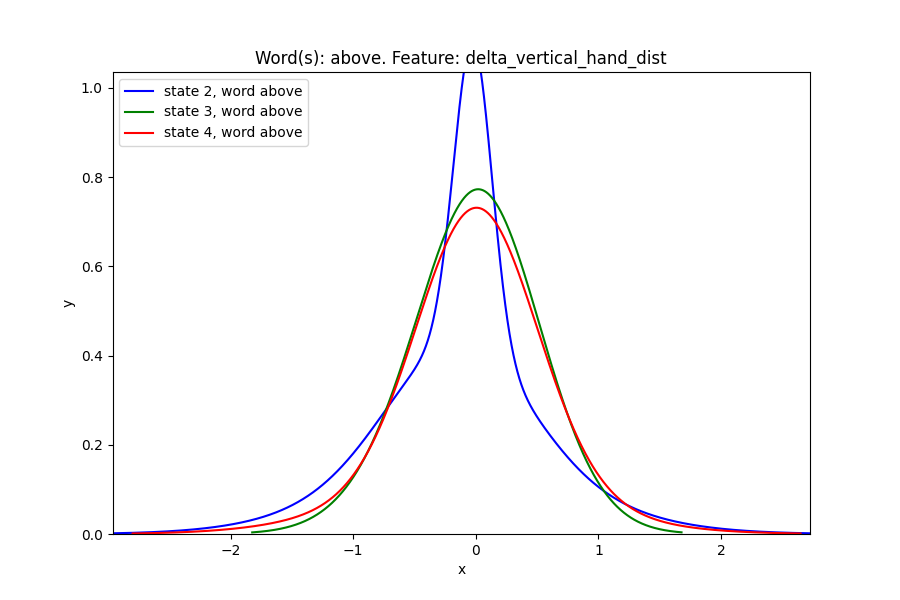 Word(s): above. Feature: delta_vertical_hand_dist
state 2, word above
state 3, word above
state 4, word above
1.0
0.8
0.6
0.4
0.2
0.0
y
−2
−1
0
1
2
x